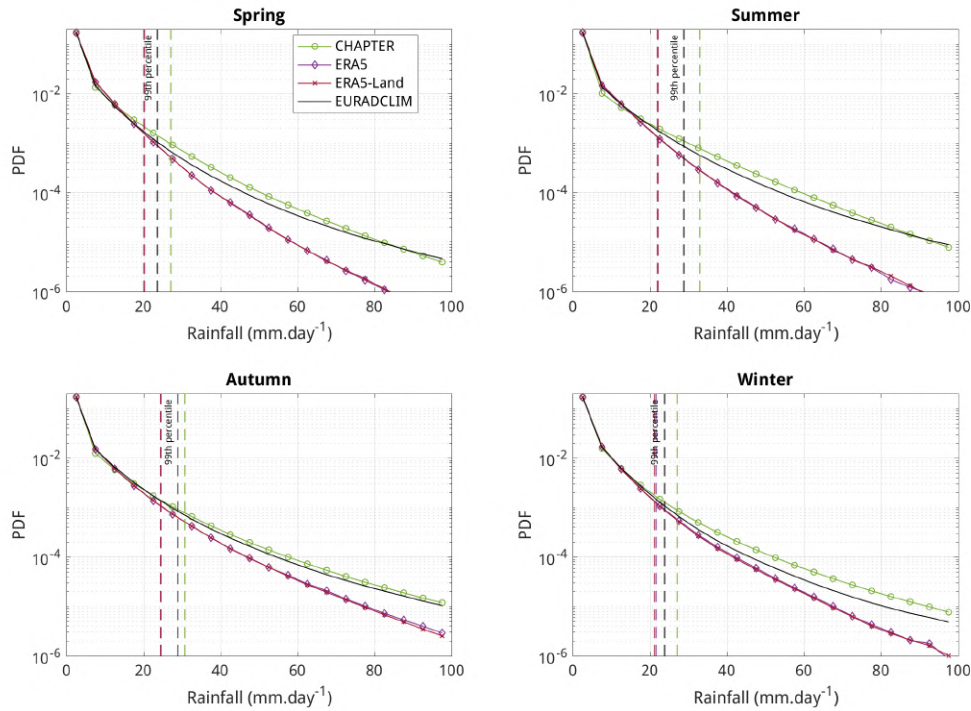 Spring
CHAPTER
ERA5
ERA5-Land
EURADCLIM
99th percentile
PDF
10⁻²
10⁻⁴
10⁻⁶
0 20 40 60 80 100
Rainfall (mm.day⁻¹)
Summer
99th percentile
PDF
10⁻²
10⁻⁴
10⁻⁶
0 20 40 60 80 100
Rainfall (mm.day⁻¹)
Autumn
99th percentile
PDF
10⁻²
10⁻⁴
10⁻⁶
0 20 40 60 80 100
Rainfall (mm.day⁻¹)
Winter
99th percentile
PDF
10⁻²
10⁻⁴
10⁻⁶
0 20 40 60 80 100
Rainfall (mm.day⁻¹)